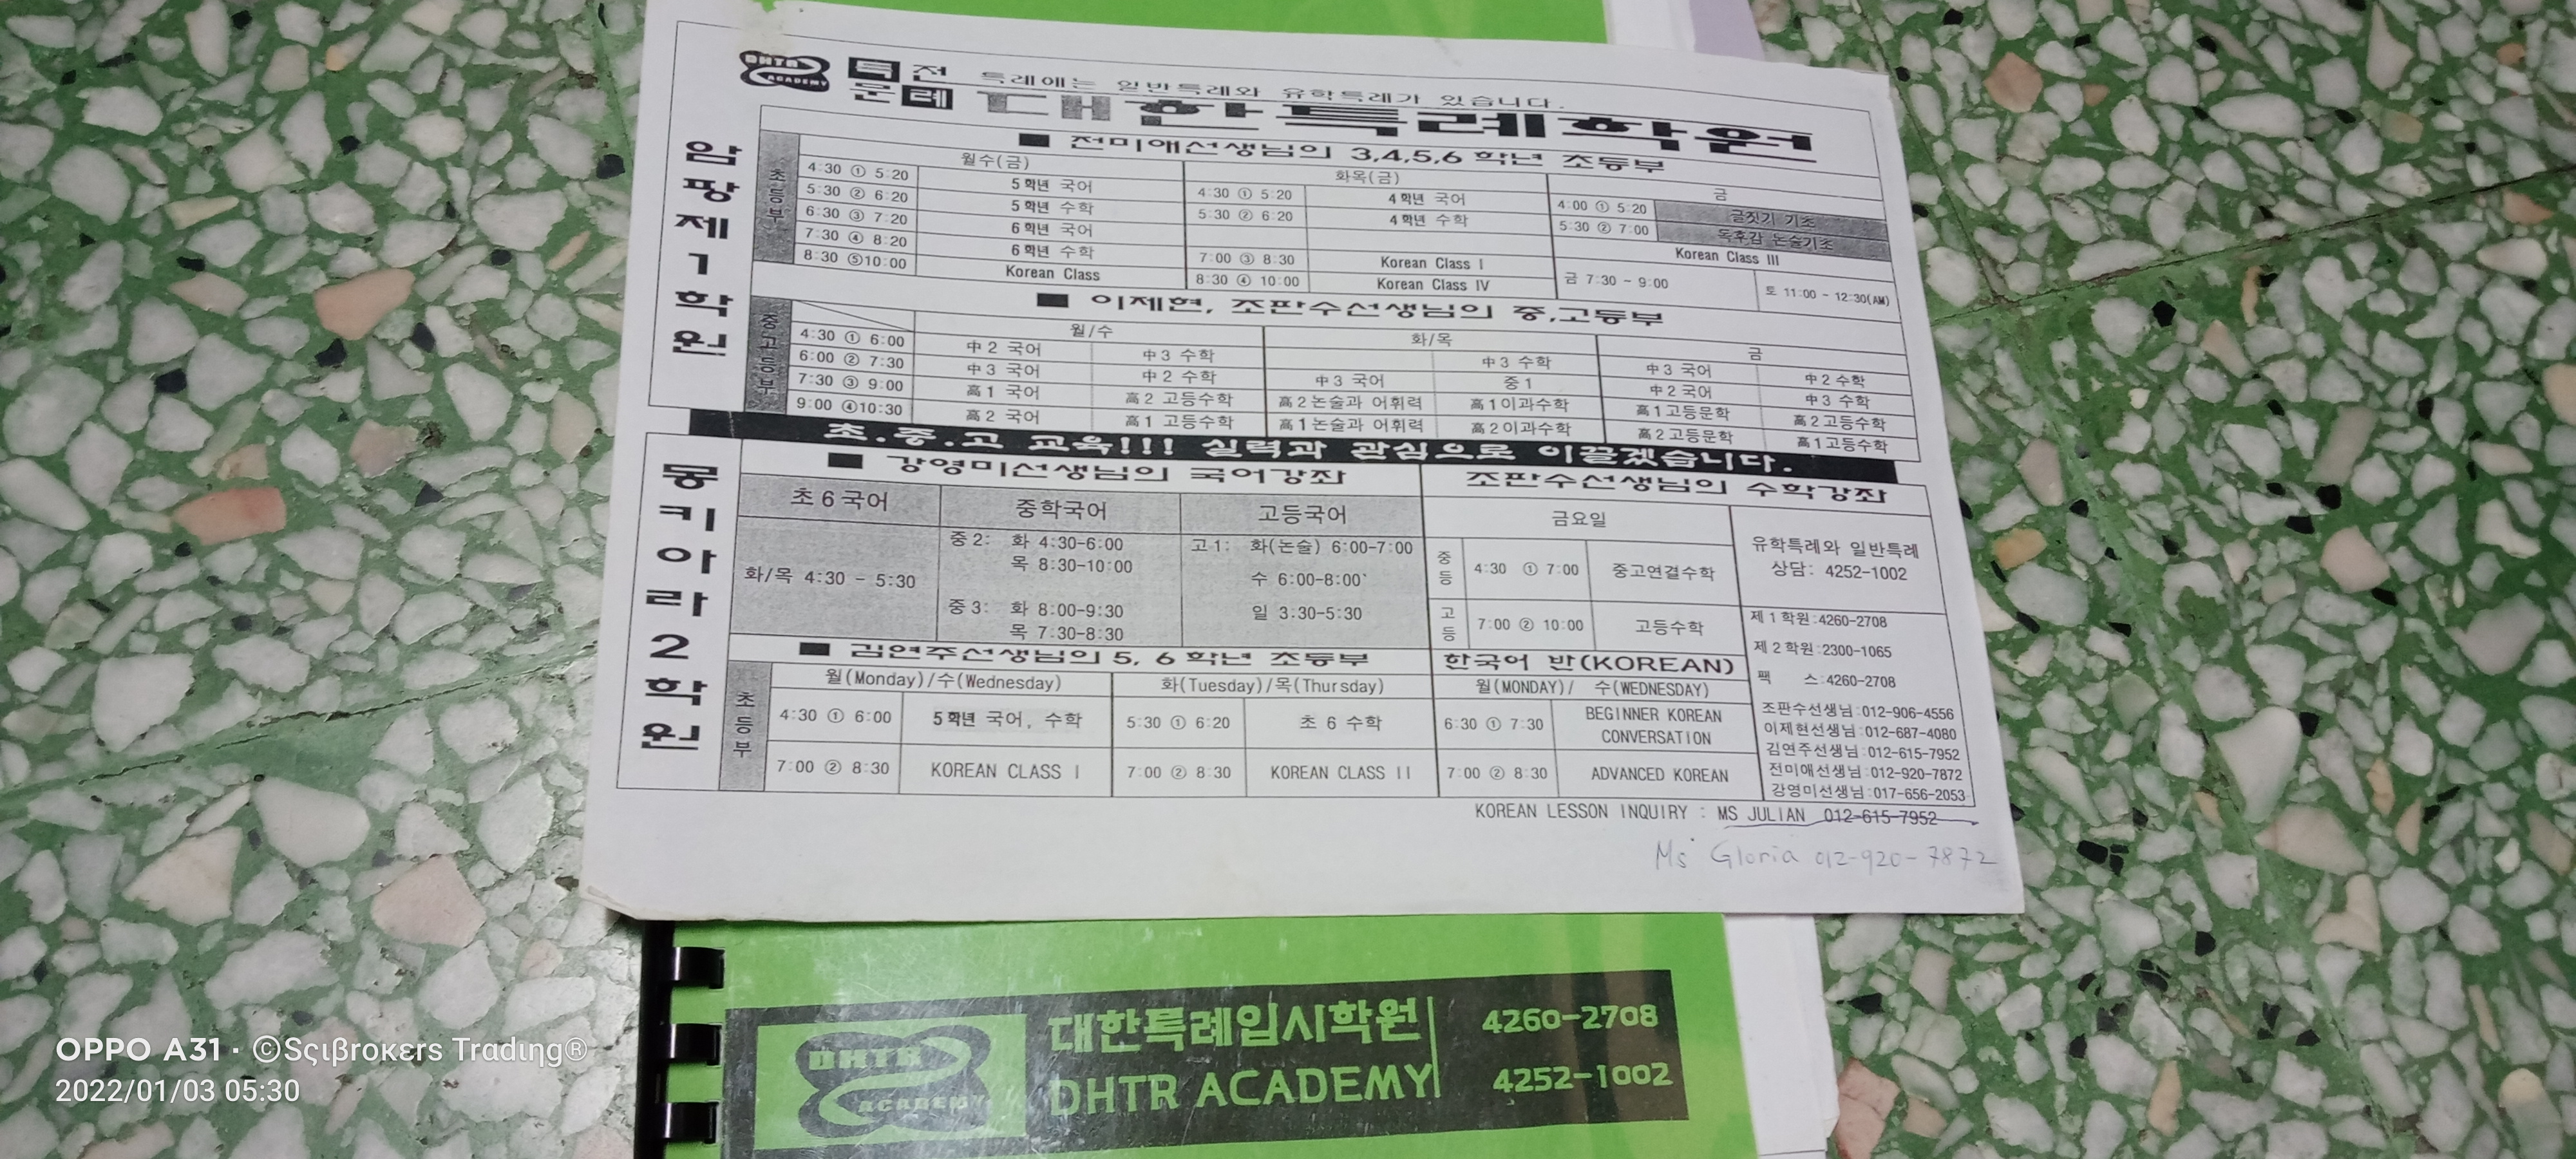 DHTR
ACADEMY
특 전
문 례
특례에는 일반특례와 유학특례가 있습니다.
대한특례학원
암팡제1학원
■ 전미애선생님의 3,4,5,6 학년 초등부
초등부
월수(금) 화목(금) 금
4:30 ① 5:20 5학년 국어 4:30 ① 5:20 4학년 국어 4:00 ① 5:20 글짓기 기초
5:30 ② 6:20 5학년 수학 5:30 ② 6:20 4학년 수학 5:30 ② 7:00 독후감 논술기초
6:30 ③ 7:20 6학년 국어
7:30 ④ 8:20 6학년 수학 7:00 ③ 8:30 Korean Class I Korean Class III
8:30 ⑤10:00 Korean Class 8:30 ④ 10:00 Korean Class IV 금 7:30 - 9:00 토 11:00 - 12:30(AM)
■ 이제현, 조판수선생님의 중,고등부
중고등부
월/수 화/목 금
4:30 ① 6:00 中2 국어 中3 수학 中3 수학 中3 국어 中2 수학
6:00 ② 7:30 中3 국어 中2 수학 中3 국어 중1 中2 국어 中3 수학
7:30 ③ 9:00 高1 국어 高2 고등수학 高2논술과 어휘력 高1이과수학 高1고등문학 高2고등수학
9:00 ④10:30 高2 국어 高1 고등수학 高1논술과 어휘력 高2이과수학 高2고등문학 高1고등수학
초.중.고 교육!!! 실력과 관심으로 이끌겠습니다.
몽키아라2학원
■ 강영미선생님의 국어강좌
초6국어 중학국어 고등국어
화/목 4:30 - 5:30
중2: 화 4:30-6:00
목 8:30-10:00
중3: 화 8:00-9:30
목 7:30-8:30
고1: 화(논술) 6:00-7:00
수 6:00-8:00
일 3:30-5:30
조판수선생님의 수학강좌
금요일
중등 4:30 ① 7:00 중고연결수학
고등 7:00 ② 10:00 고등수학
유학특례와 일반특례
상담: 4252-1002
제1학원:4260-2708
제2학원:2300-1065
팩 스:4260-2708
조판수선생님:012-906-4556
이제현선생님:012-687-4080
김연주선생님:012-615-7952
전미애선생님:012-920-7872
강영미선생님:017-656-2053
■ 김연주선생님의 5, 6학년 초등부
초등부
월(Monday)/수(Wednesday) 화(Tuesday)/목(Thursday)
4:30 ① 6:00 5학년 국어, 수학 5:30 ① 6:20 초6 수학
7:00 ② 8:30 KOREAN CLASS I 7:00 ② 8:30 KOREAN CLASS II
한국어 반(KOREAN)
월(MONDAY)/ 수(WEDNESDAY)
6:30 ① 7:30 BEGINNER KOREAN
CONVERSATION
7:00 ② 8:30 ADVANCED KOREAN
KOREAN LESSON INQUIRY : MS JULIAN 012-615-7952
Ms Gloria 012-920-7872
DHTR
ACADEMY
대한특례입시학원 4260-2708
DHTR ACADEMY 4252-1002
OPPO A31 · ©Sςιβrοκεrs Tradιηg®
2022/01/03 05:30